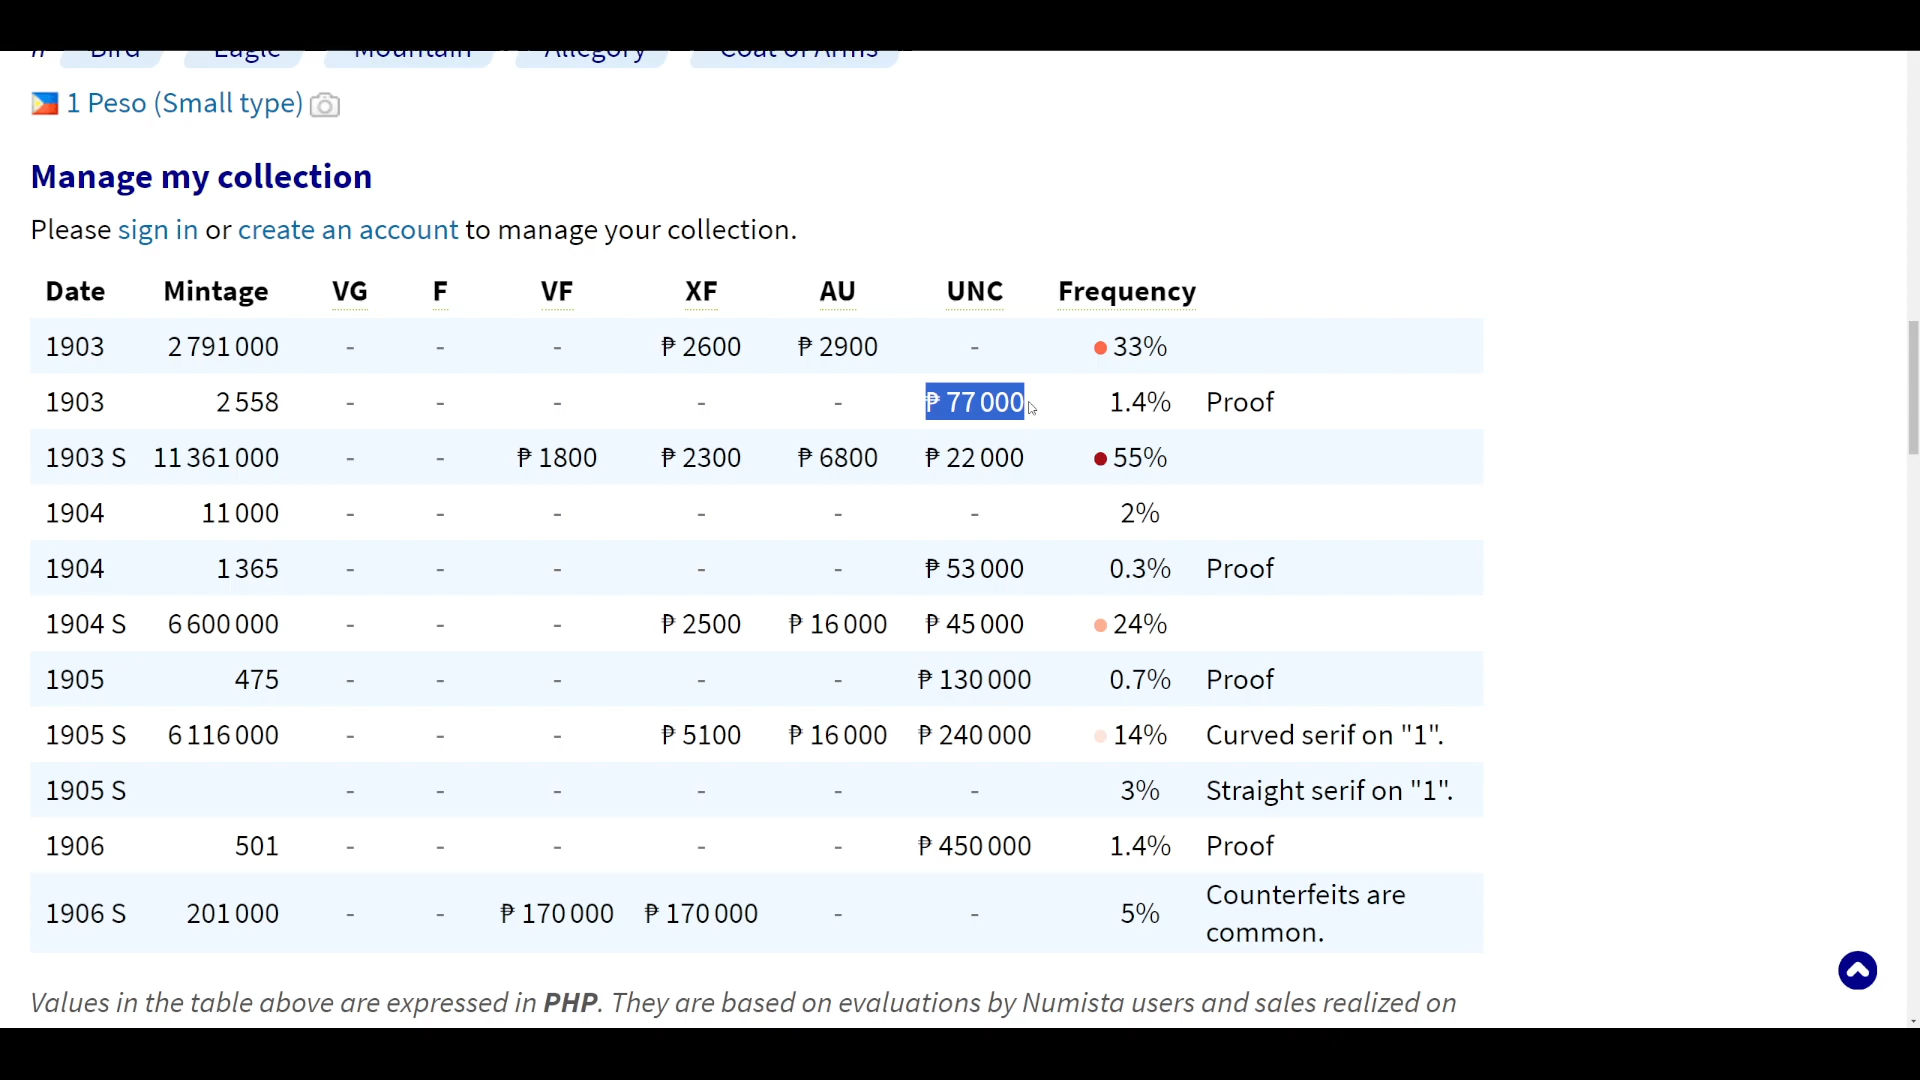 # Bird Eagle Mountain Allegory Coat of Arms
1 Peso (Small type)
Manage my collection
Please sign in or create an account to manage your collection.
Date Mintage VG F VF XF AU UNC Frequency
1903 2 791 000 - - - ₱ 2600 ₱ 2900 - 33%
1903 2 558 - - - - - ₱ 77 000 1.4% Proof
1903 S 11 361 000 - - ₱ 1800 ₱ 2300 ₱ 6800 ₱ 22 000 55%
1904 11 000 - - - - - - 2%
1904 1 365 - - - - - ₱ 53 000 0.3% Proof
1904 S 6 600 000 - - - ₱ 2500 ₱ 16 000 ₱ 45 000 24%
1905 475 - - - - - ₱ 130 000 0.7% Proof
1905 S 6 116 000 - - - ₱ 5100 ₱ 16 000 ₱ 240 000 14% Curved serif on "1".
1905 S - - - - - - 3% Straight serif on "1".
1906 501 - - - - - ₱ 450 000 1.4% Proof
1906 S 201 000 - - ₱ 170 000 ₱ 170 000 - - 5% Counterfeits are
common.
Values in the table above are expressed in PHP. They are based on evaluations by Numista users and sales realized on